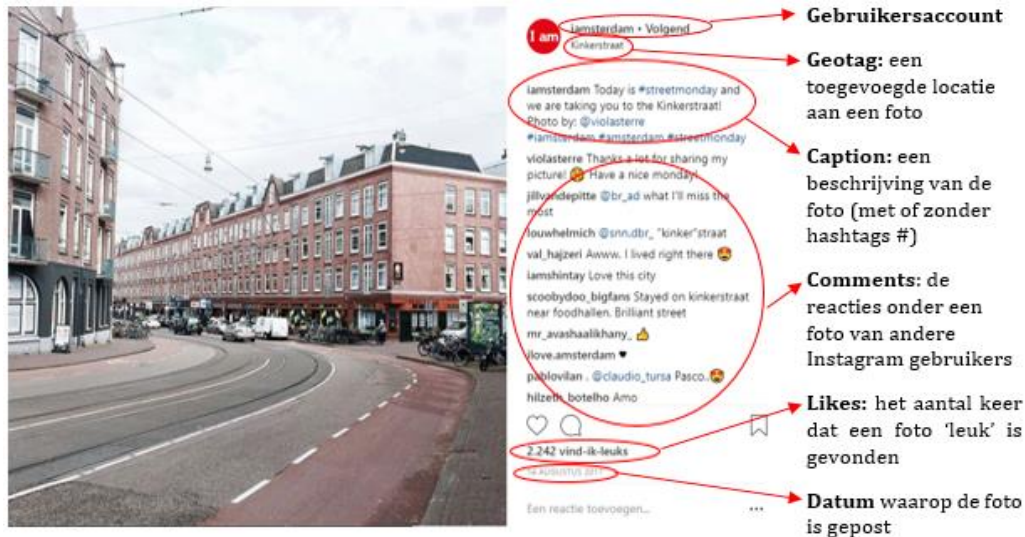 I am
iamsterdam • Volgend
Kinkerstraat
iamsterdam Today is #streetmonday and
we are taking you to the Kinkerstraat!
Photo by: @violasterre
#iamsterdam #amsterdam #streetmonday
violasterre Thanks a lot for sharing my
picture! 😊 Have a nice monday!
jillvandepitte @br_ad what I'll miss the
most
louwhelmich @snn.dbr_ "kinker"straat
val_hajzeri Awww. I lived right there 😍
iamshintay Love this city
scoobydoo_bigfans Stayed on kinkerstraat
near foodhallen. Brilliant street
mr_avashaalikhany_ 👍
ilove.amsterdam ♥
pablovilan . @claudio_tursa Pasco..😍
hilzeth_botelho Amo
2.242 vind-ik-leuks
14 AUGUSTUS 2017
Een reactie toevoegen...
Gebruikersaccount
Geotag: een
toegevoegde locatie
aan een foto
Caption: een
beschrijving van de
foto (met of zonder
hashtags #)
Comments: de
reacties onder een
foto van andere
Instagram gebruikers
Likes: het aantal keer
dat een foto ‘leuk’ is
gevonden
Datum waarop de foto
is gepost